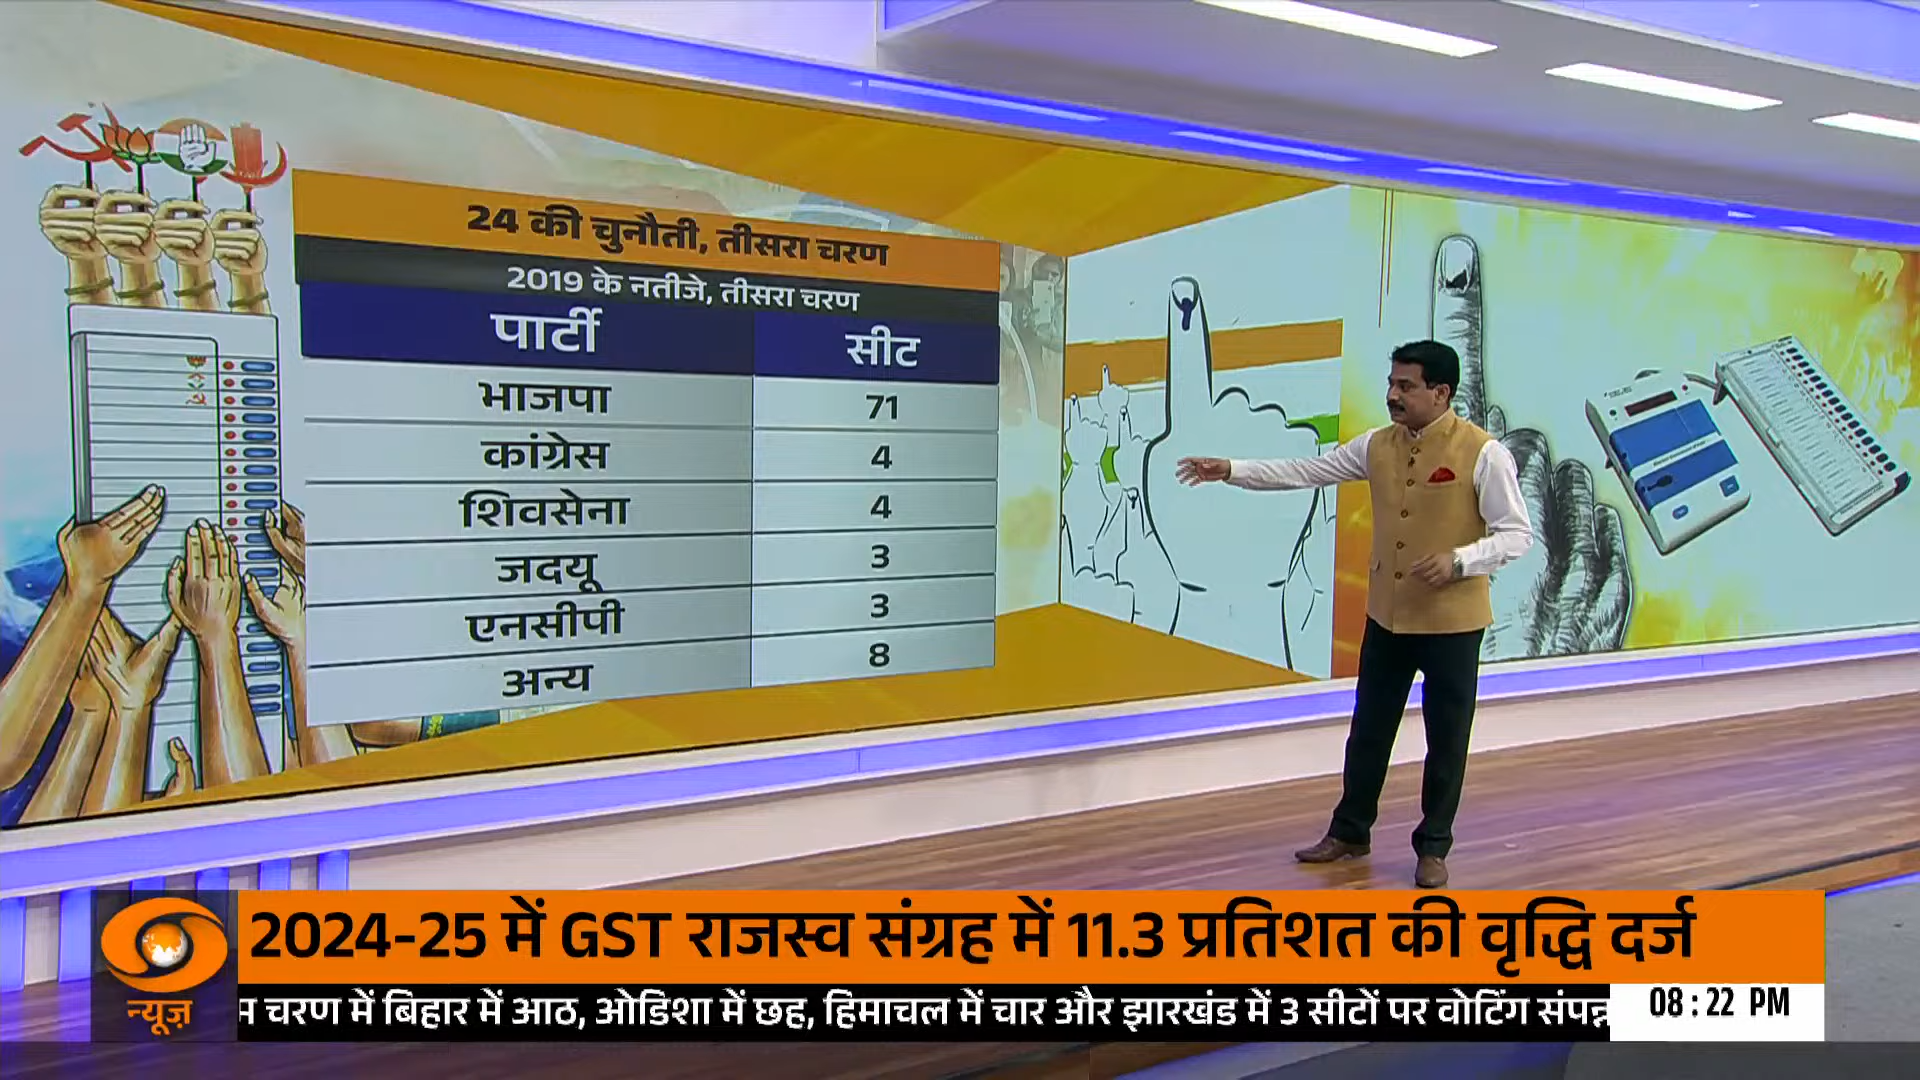 24 की चुनौती, तीसरा चरण
2019 के नतीजे, तीसरा चरण
पार्टी सीट
भाजपा 71
कांग्रेस 4
शिवसेना 4
जदयू 3
एनसीपी 3
अन्य 8
2024-25 में GST राजस्व संग्रह में 11.3 प्रतिशत की वृद्धि दर्ज
न्यूज़
चरण में बिहार में आठ, ओडिशा में छह, हिमाचल में चार और झारखंड में 3 सीटों पर वोटिंग संपन्न
08 : 22 PM